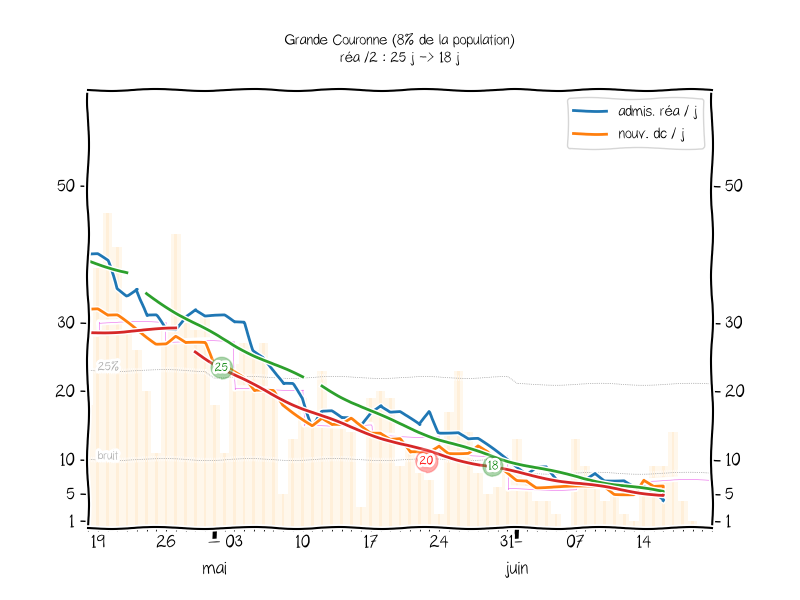 Grande Couronne (8% de la population)
réa /2 : 25 j -> 18 j
admis. réa / j
nouv. dc / j
50 50
30 30
25%
25
20 20
bruit
20
18
10 10
5 5
1 1
19 26 03 10 17 24 31 07 14
mai juin